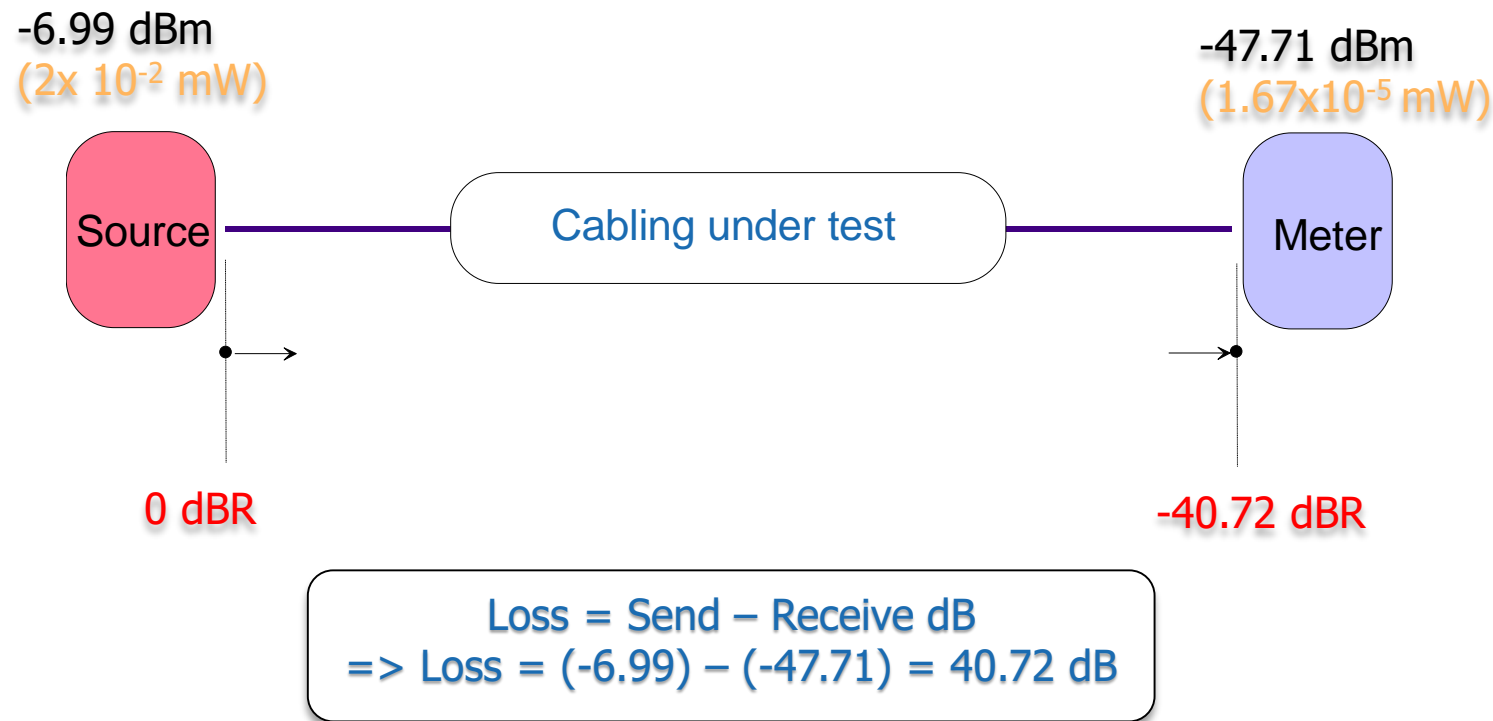 -6.99 dBm
(2x 10⁻² mW)
-47.71 dBm
(1.67x10⁻⁵ mW)
Source
Cabling under test
Meter
0 dBR
-40.72 dBR
Loss = Send – Receive dB
=> Loss = (-6.99) – (-47.71) = 40.72 dB